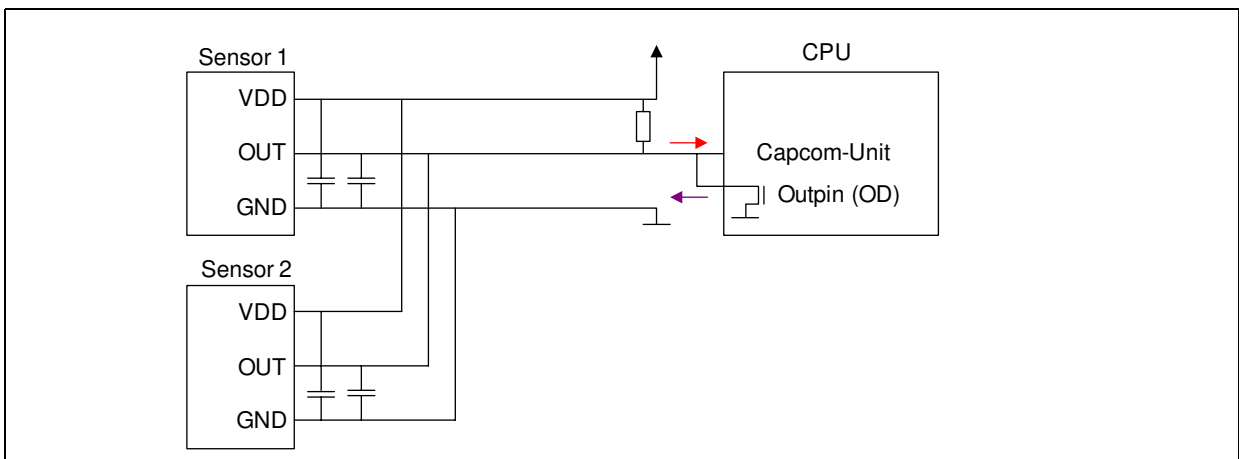 Sensor 1
CPU
VDD
OUT
Capcom-Unit
Outpin (OD)
GND
Sensor 2
VDD
OUT
GND